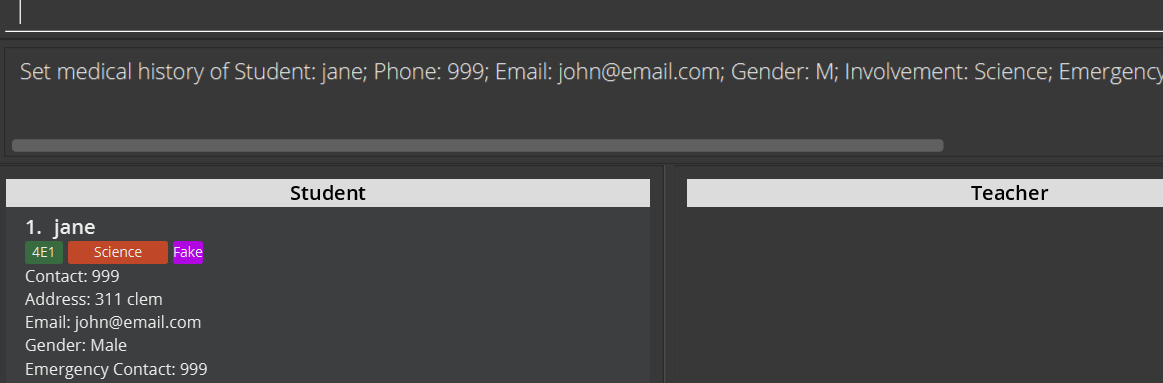 Set medical history of Student: jane; Phone: 999; Email: john@email.com; Gender: M; Involvement: Science; Emergency
Student
Teacher
1. jane
4E1 Science Fake
Contact: 999
Address: 311 clem
Email: john@email.com
Gender: Male
Emergency Contact: 999